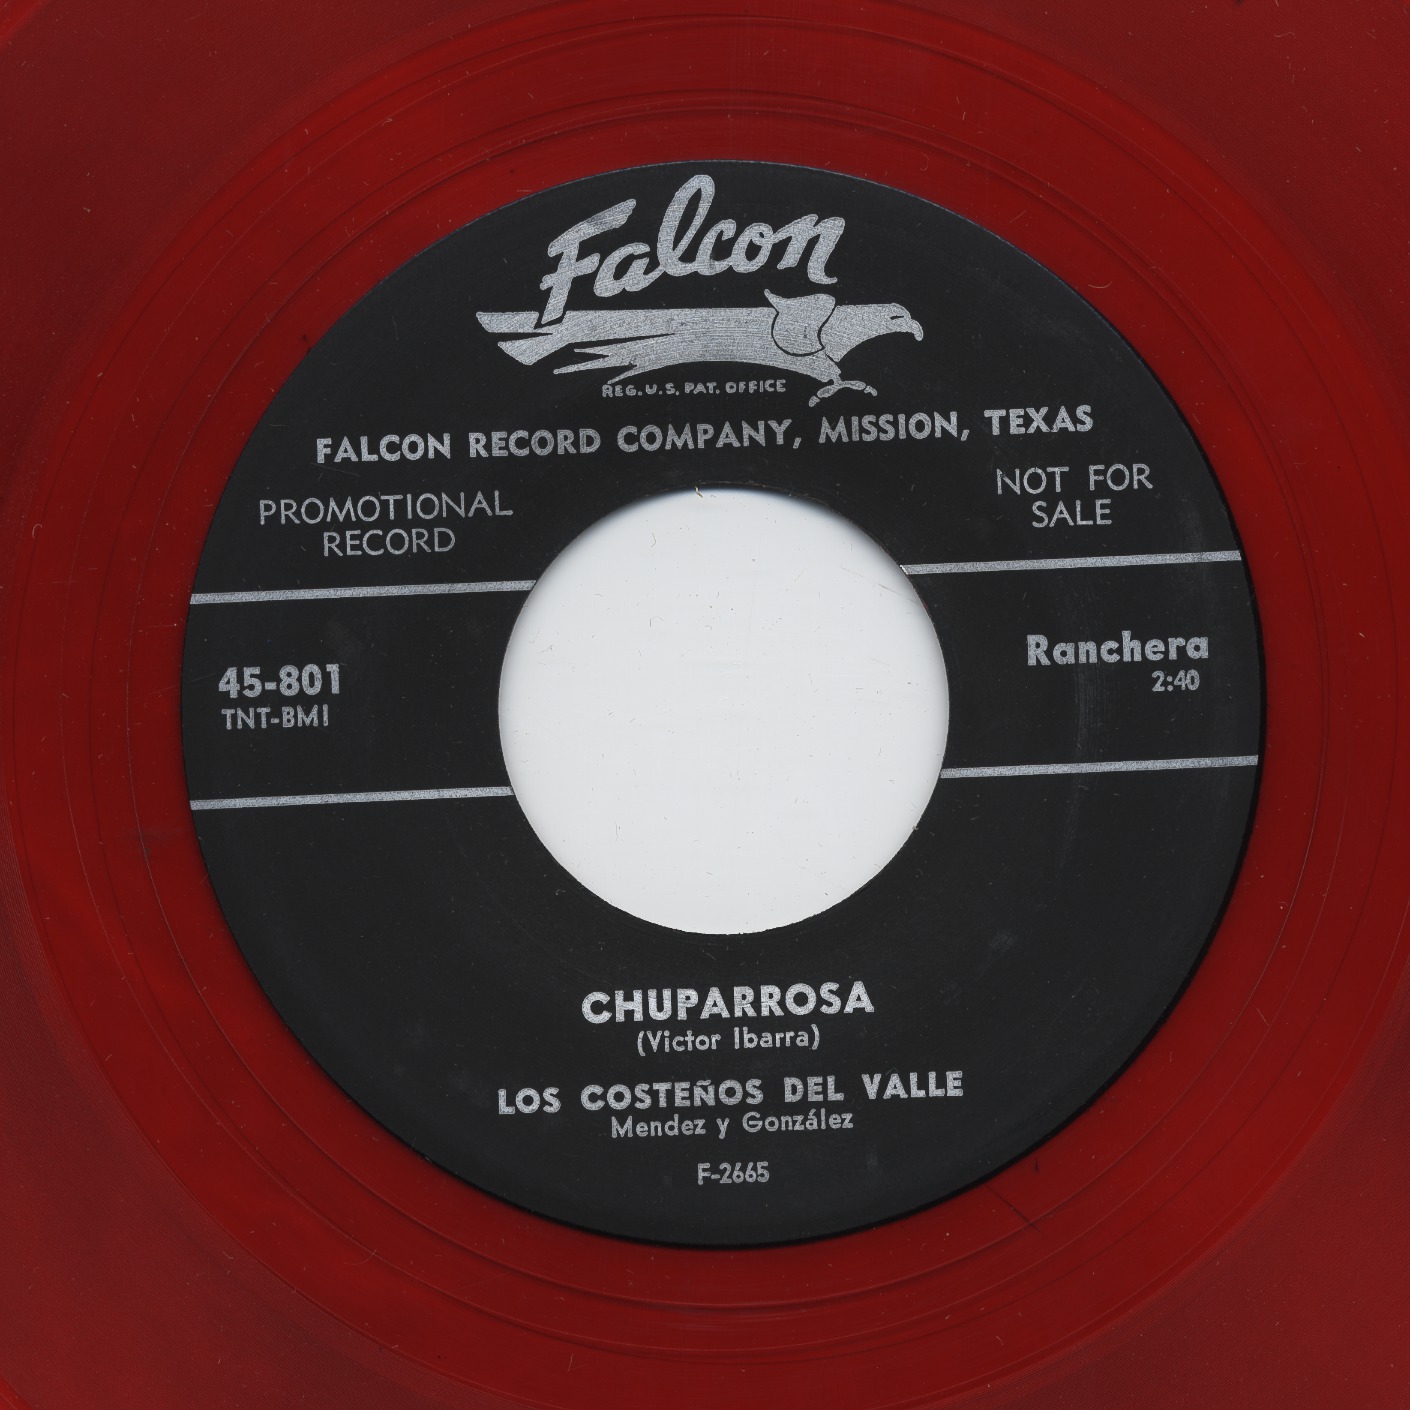 Falcon
REG. U.S. PAT. OFFICE
FALCON RECORD COMPANY, MISSION, TEXAS
PROMOTIONAL
RECORD
NOT FOR
SALE
45-801
TNT-BMI
Ranchera
2:40
CHUPARROSA
(Victor Ibarra)
LOS COSTEÑOS DEL VALLE
Mendez y González
F-2665